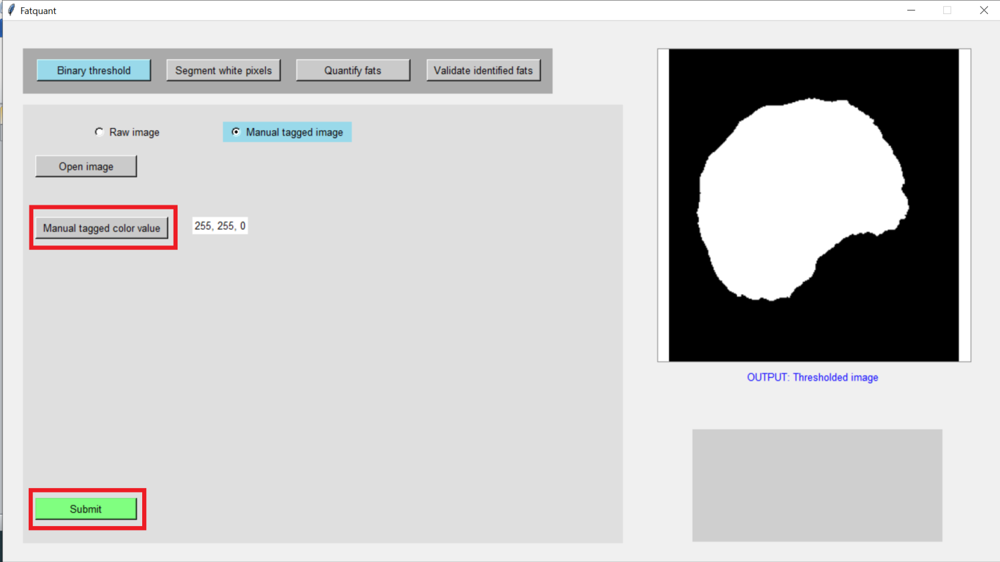 Fatquant
Binary threshold
Segment white pixels
Quantify fats
Validate identified fats
Raw image
Manual tagged image
Open image
Manual tagged color value
255, 255, 0
Submit
OUTPUT: Thresholded image